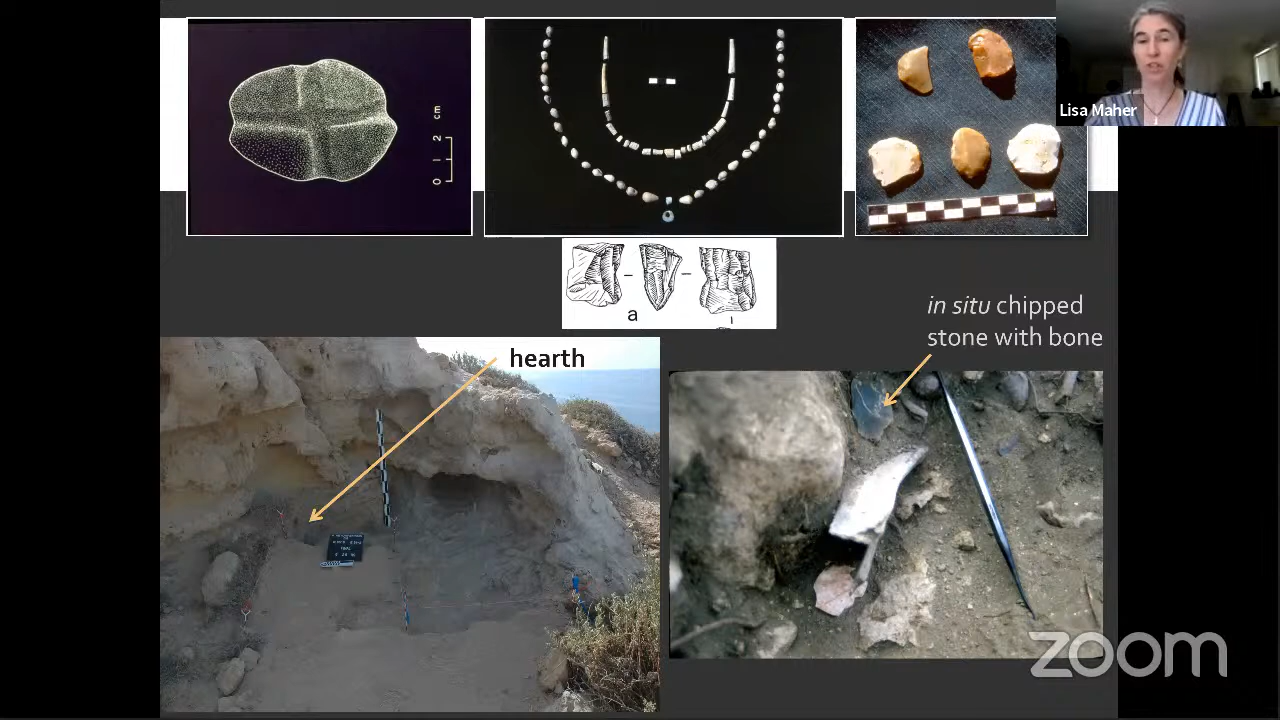 0 1 2 cm
Lisa Maher
a
in situ chipped
stone with bone
hearth
zoom